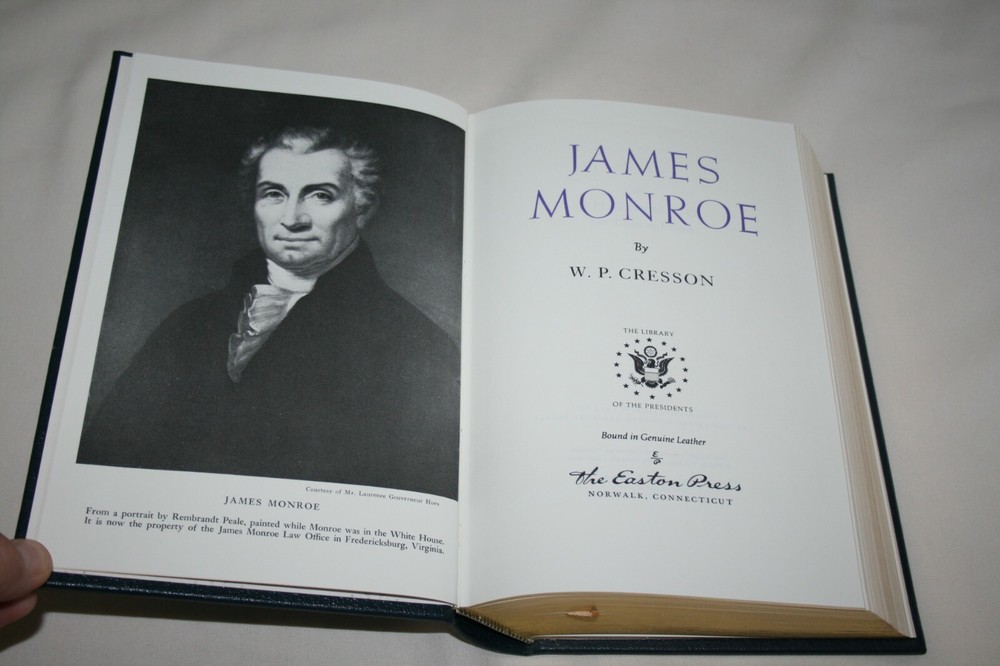 Courtesy of Mr. Laurence Gouverneur Hoes
JAMES MONROE
From a portrait by Rembrandt Peale, painted while Monroe was in the White House.
It is now the property of the James Monroe Law Office in Fredericksburg, Virginia.
JAMES
MONROE
By
W. P. CRESSON
THE LIBRARY
OF THE PRESIDENTS
Bound in Genuine Leather
The Easton Press
NORWALK, CONNECTICUT